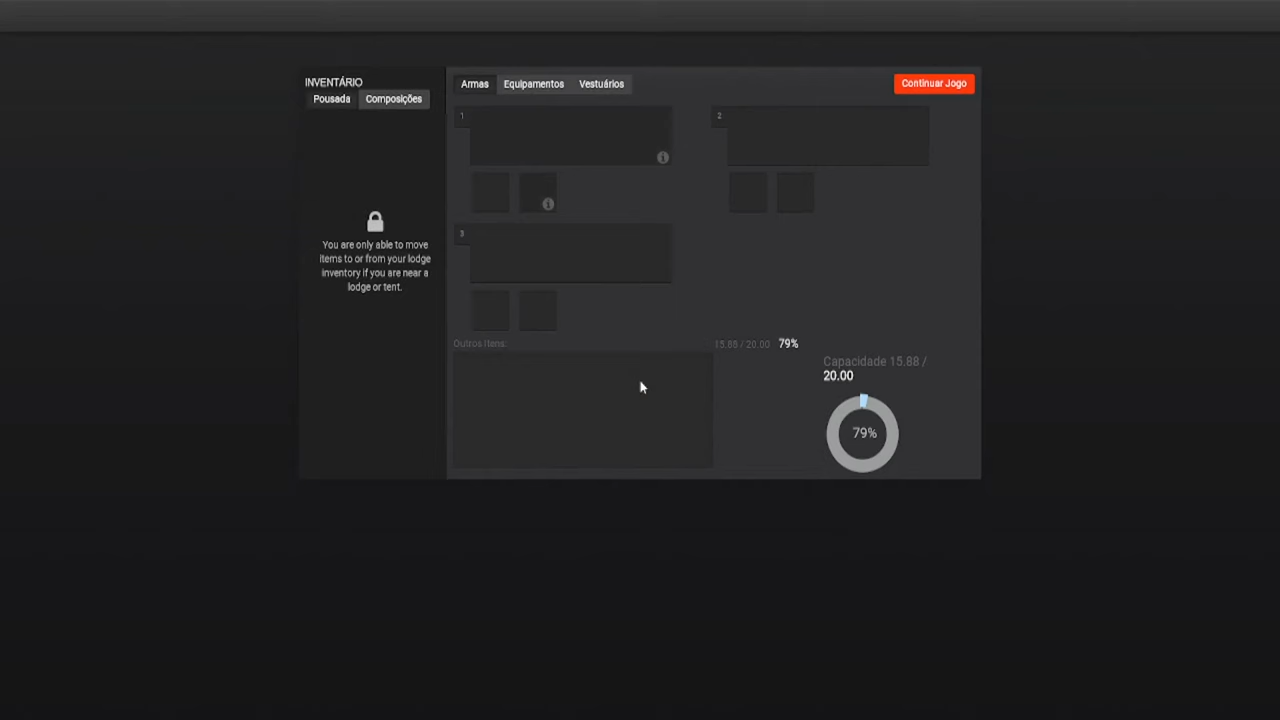 INVENTÁRIO
Pousada
Composições
You are only able to move
items to or from your lodge
inventory if you are near a
lodge or tent.
Armas
Equipamentos
Vestuários
Continuar Jogo
1
2
3
Outros Itens:
15.88 / 20.00 79%
Capacidade 15.88 /
20.00
79%